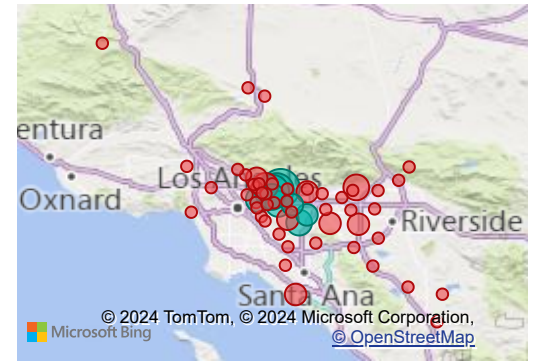 entura
Los Angeles
Oxnard
Riverside
Santa Ana
© 2024 TomTom, © 2024 Microsoft Corporation,
Microsoft Bing
© OpenStreetMap